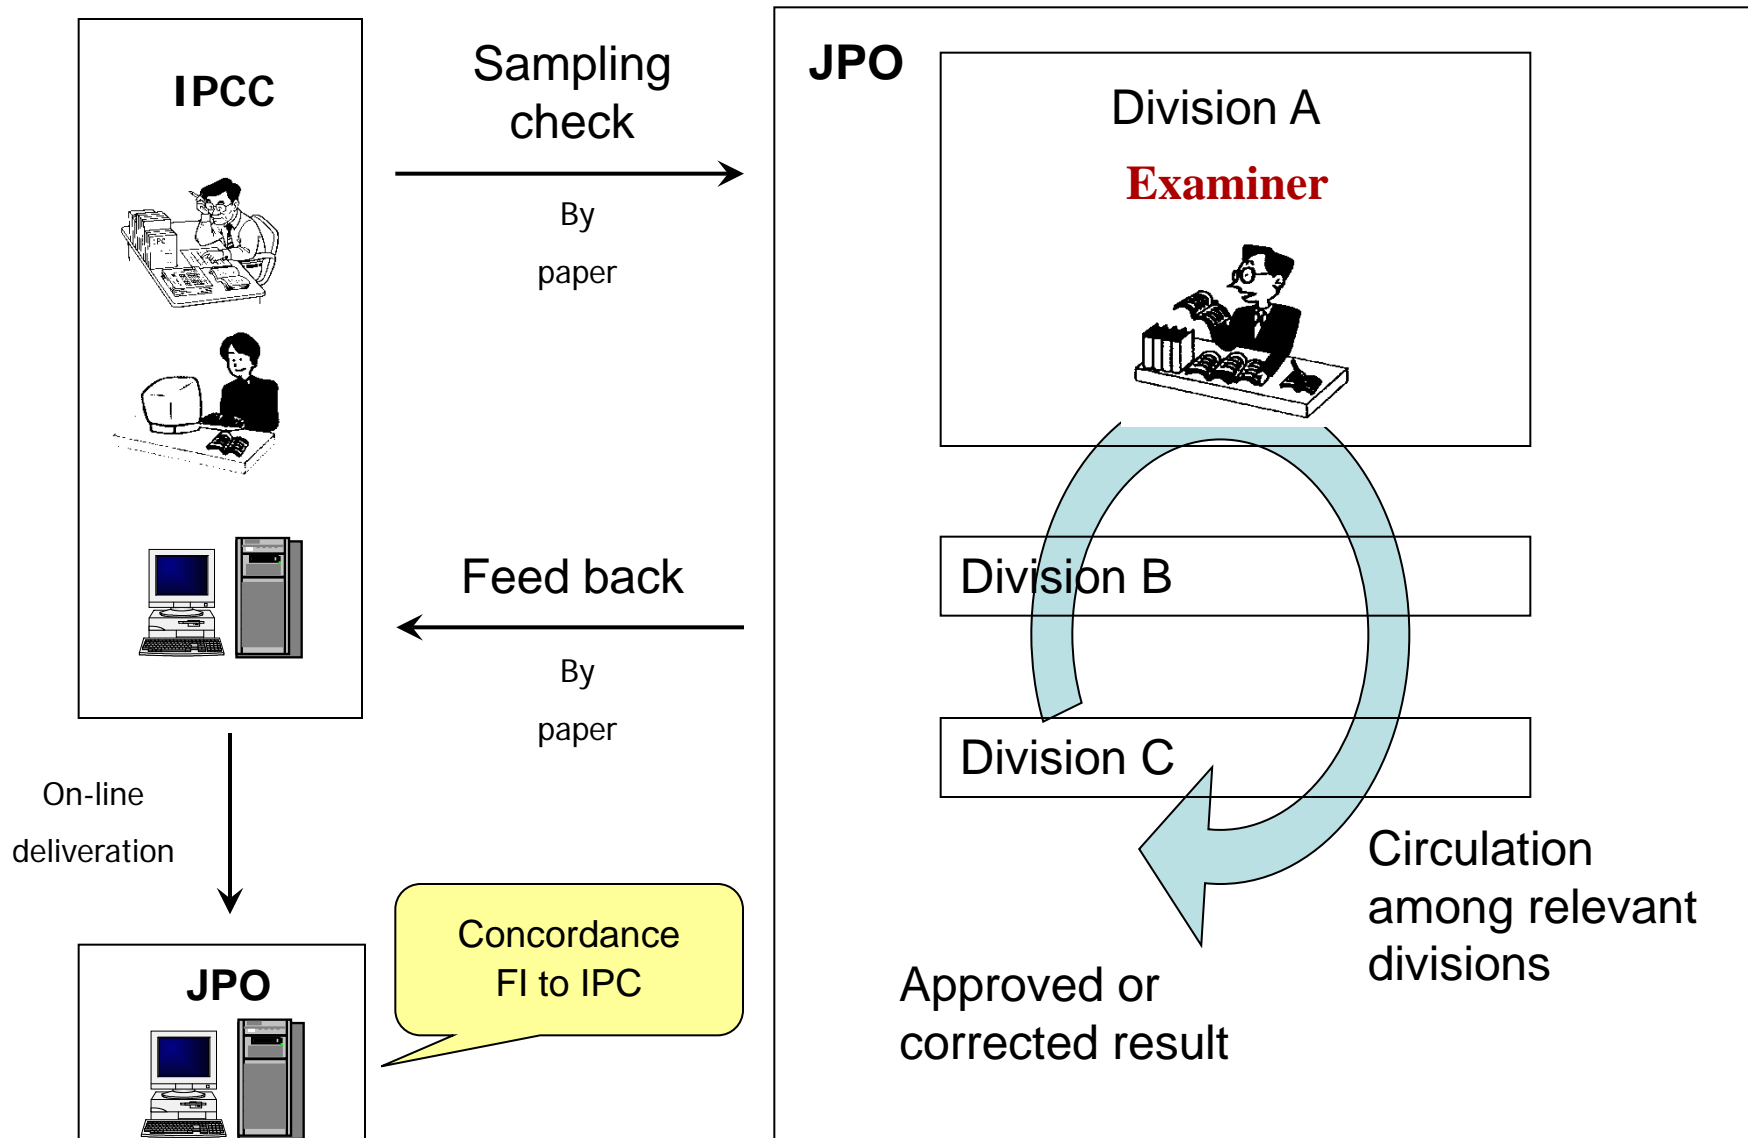 IPCC
Sampling
check
By
paper
Feed back
By
paper
On-line
deliveration
JPO
Concordance
FI to IPC
JPO
Division A
Examiner
Division B
Division C
Circulation
among relevant
divisions
Approved or
corrected result